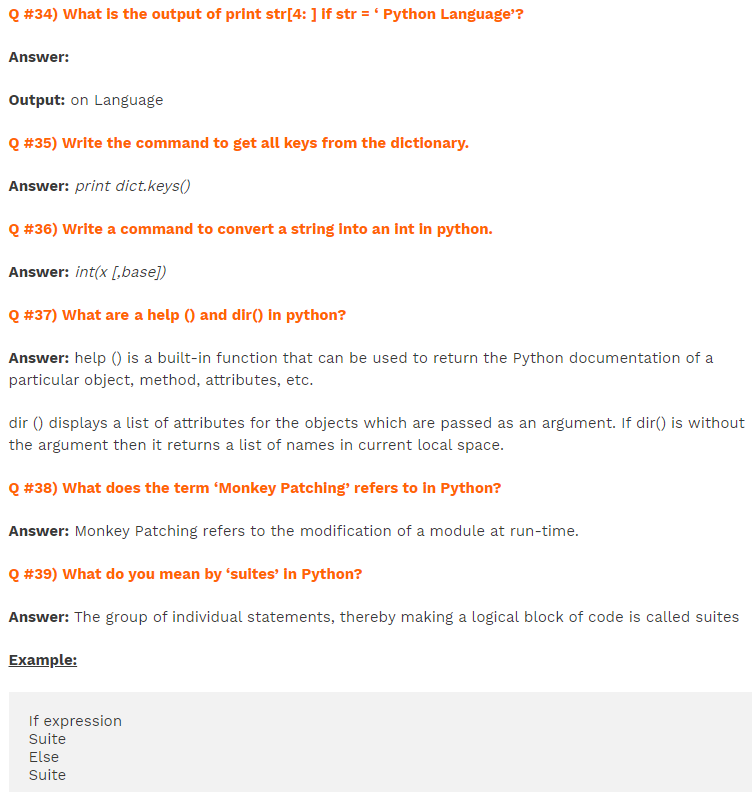 Q #34) What is the output of print str[4: ] if str = ‘ Python Language’?
Answer:
Output: on Language
Q #35) Write the command to get all keys from the dictionary.
Answer: print dict.keys()
Q #36) Write a command to convert a string into an int in python.
Answer: int(x [,base])
Q #37) What are a help () and dir() in python?
Answer: help () is a built-in function that can be used to return the Python documentation of a
particular object, method, attributes, etc.
dir () displays a list of attributes for the objects which are passed as an argument. If dir() is without
the argument then it returns a list of names in current local space.
Q #38) What does the term ‘Monkey Patching’ refers to in Python?
Answer: Monkey Patching refers to the modification of a module at run-time.
Q #39) What do you mean by ‘suites’ in Python?
Answer: The group of individual statements, thereby making a logical block of code is called suites
Example:
If expression
Suite
Else
Suite